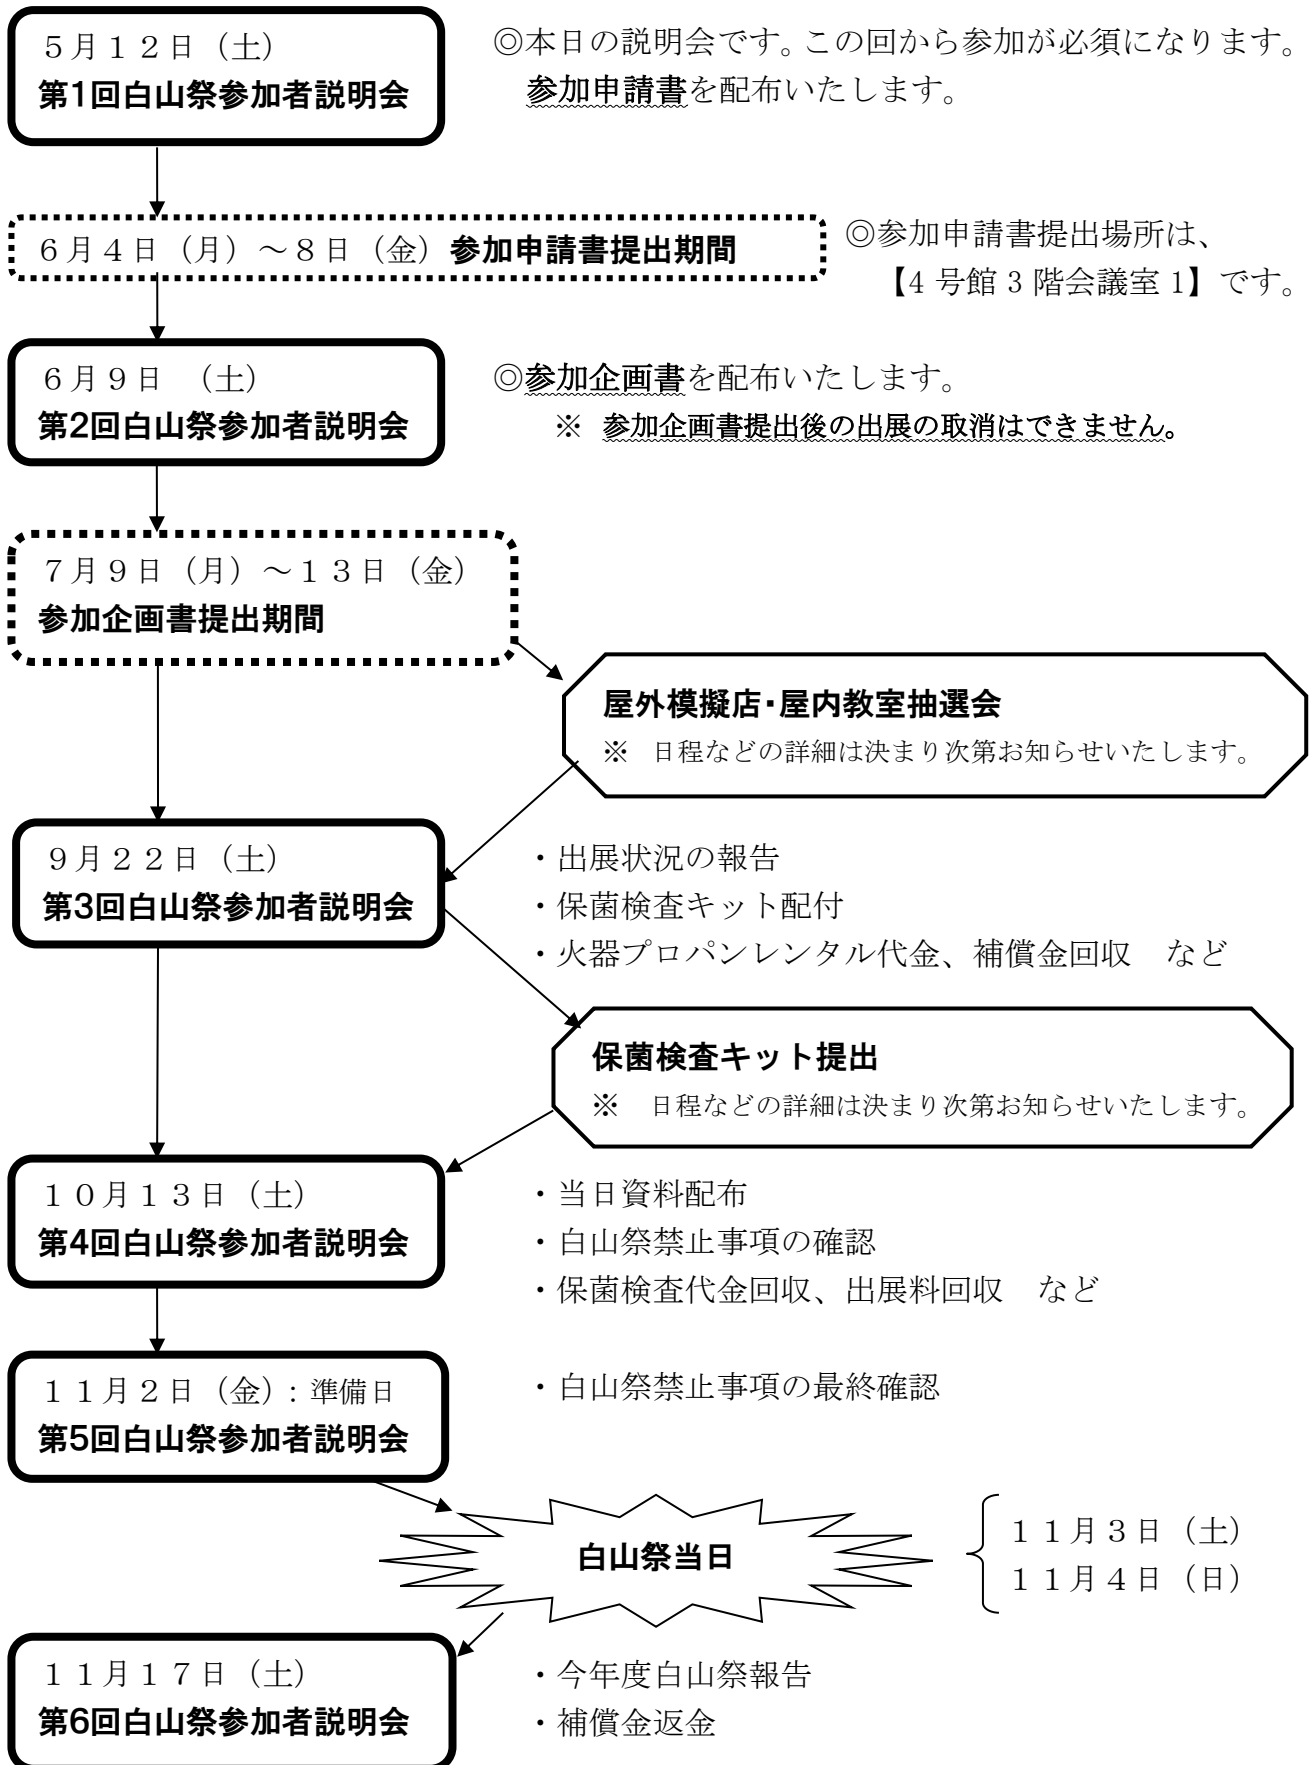 ５月１２日（土）
第1回白山祭参加者説明会
◎本日の説明会です。この回から参加が必須になります。
参加申請書を配布いたします。
６月４日（月）～８日（金）参加申請書提出期間
◎参加申請書提出場所は、
【4 号館 3 階会議室 1】です。
６月９日　（土）
第2回白山祭参加者説明会
◎参加企画書を配布いたします。
※　参加企画書提出後の出展の取消はできません。
７月９日（月）～１３日（金）
参加企画書提出期間
屋外模擬店・屋内教室抽選会
※　日程などの詳細は決まり次第お知らせいたします。
９月２２日（土）
第3回白山祭参加者説明会
・出展状況の報告
・保菌検査キット配付
・火器プロパンレンタル代金、補償金回収　など
保菌検査キット提出
※　日程などの詳細は決まり次第お知らせいたします。
１０月１３日（土）
第4回白山祭参加者説明会
・当日資料配布
・白山祭禁止事項の確認
・保菌検査代金回収、出展料回収　など
１１月２日（金）: 準備日
第5回白山祭参加者説明会
・白山祭禁止事項の最終確認
白山祭当日
１１月３日（土）
１１月４日（日）
１１月１７日（土）
第6回白山祭参加者説明会
・今年度白山祭報告
・補償金返金